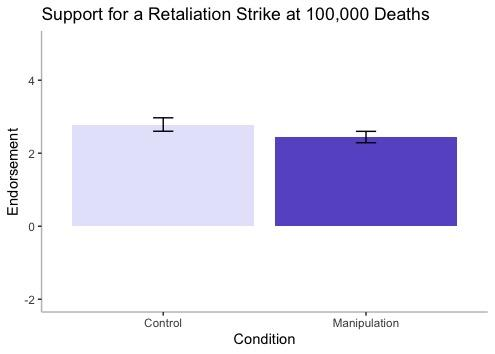 Support for a Retaliation Strike at 100,000 Deaths
Endorsement
4
2
0
-2
Control
Manipulation
Condition